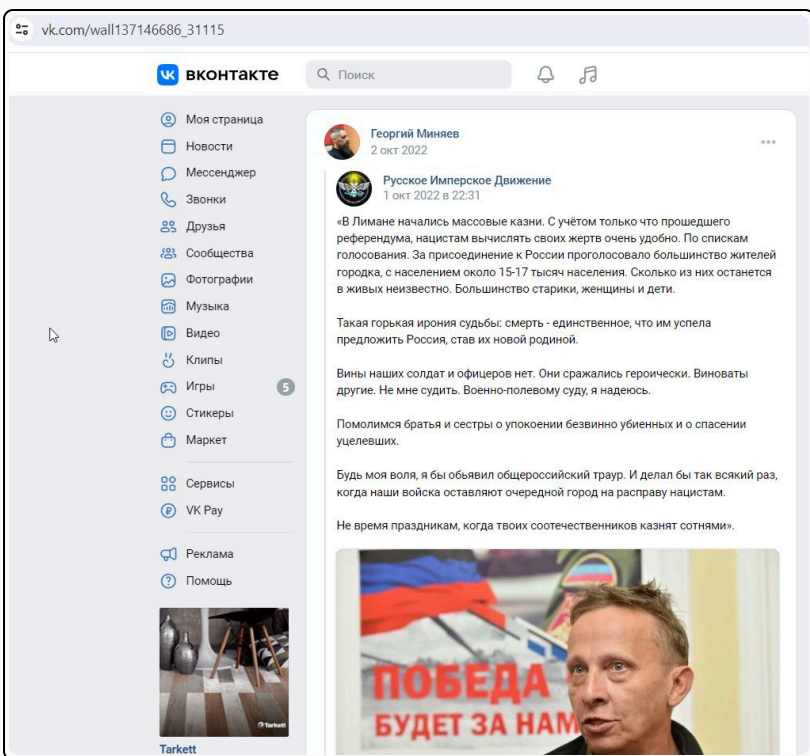 vk.com/wall137146686_31115
вконтакте
Поиск
Моя страница
Новости
Мессенджер
Звонки
Друзья
Сообщества
Фотографии
Музыка
Видео
Клипы
Игры
5
Стикеры
Маркет
Сервисы
VK Pay
Реклама
Помощь
Tarkett
Tarkett
Георгий Миняев
2 окт 2022
Русское Имперское Движение
1 окт 2022 в 22:31
«В Лимане начались массовые казни. С учётом только что прошедшего
референдума, нацистам вычислять своих жертв очень удобно. По спискам
голосования. За присоединение к России проголосовало большинство жителей
городка, с населением около 15-17 тысяч населения. Сколько из них останется
в живых неизвестно. Большинство старики, женщины и дети.
Такая горькая ирония судьбы: смерть - единственное, что им успела
предложить Россия, став их новой родиной.
Вины наших солдат и офицеров нет. Они сражались героически. Виноваты
другие. Не мне судить. Военно-полевому суду, я надеюсь.
Помолимся братья и сестры о упокоении безвинно убиенных и о спасении
уцелевших.
Будь моя воля, я бы обьявил общероссийский траур. И делал бы так всякий раз,
когда наши войска оставляют очередной город на расправу нацистам.
Не время праздникам, когда твоих соотечественников казнят сотнями».
ПОБЕДА
БУДЕТ ЗА НАМ